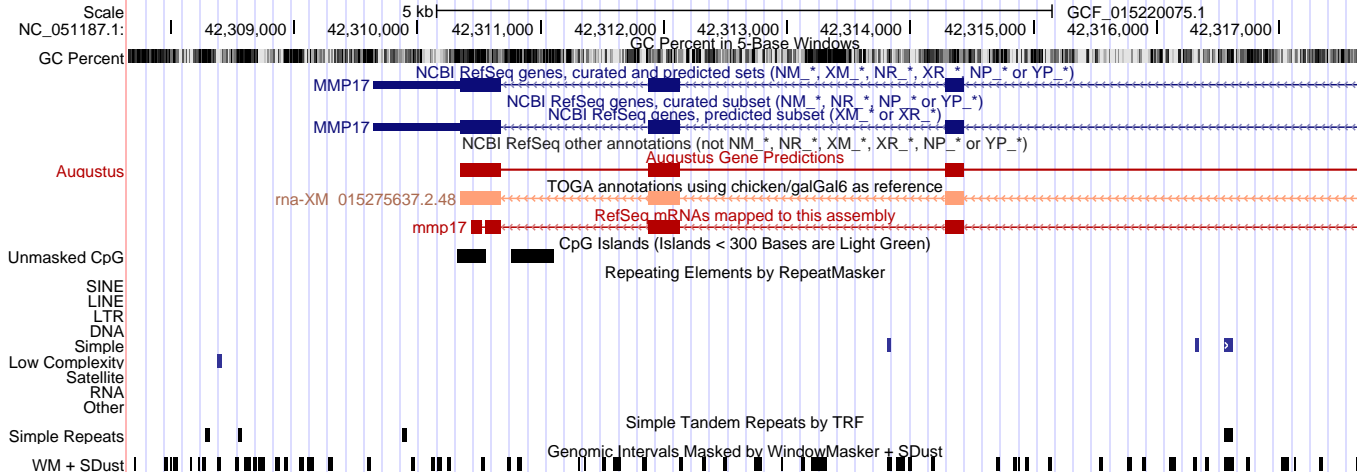 Scale 5 kb GCF_015220075.1
NC_051187.1: 42,309,000 42,310,000 42,311,000 42,312,000 42,313,000 42,314,000 42,315,000 42,316,000 42,317,000
GC Percent in 5-Base Windows
GC Percent
NCBI RefSeq genes, curated and predicted sets (NM_*, XM_*, NR_*, XR_*, NP_* or YP_*)
MMP17
NCBI RefSeq genes, curated subset (NM_*, NR_*, NP_* or YP_*)
NCBI RefSeq genes, predicted subset (XM_* or XR_*)
MMP17
NCBI RefSeq other annotations (not NM_*, NR_*, XM_*, XR_*, NP_* or YP_*)
Augustus Gene Predictions
Augustus
TOGA annotations using chicken/galGal6 as reference
rna-XM_015275637.2.48
RefSeq mRNAs mapped to this assembly
mmp17
CpG Islands (Islands < 300 Bases are Light Green)
Unmasked CpG
Repeating Elements by RepeatMasker
SINE
LINE
LTR
DNA
Simple
Low Complexity
Satellite
RNA
Other
Simple Tandem Repeats by TRF
Simple Repeats
Genomic Intervals Masked by WindowMasker + SDust
WM + SDust